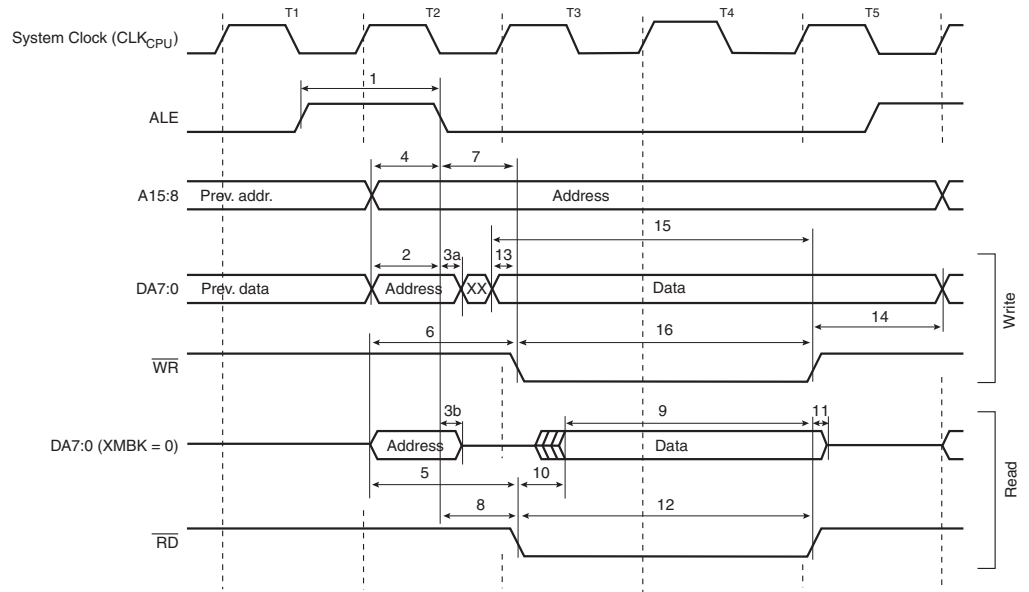 T1 T2 T3 T4 T5
System Clock (CLKCPU)
1
ALE
4 7
A15:8 Prev. addr. Address
15
2 3a 13
DA7:0 Prev. data Address XX Data
14
6 16
WR
Write
3b 9 11
DA7:0 (XMBK = 0) Address Data
5 10
8 12
RD
Read